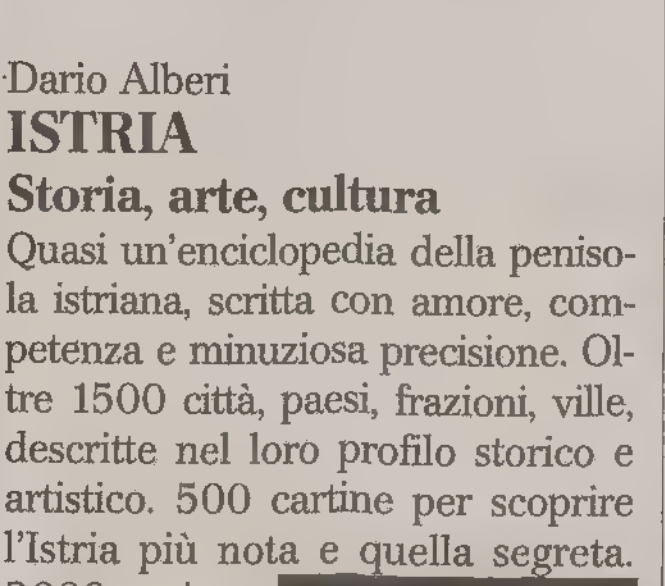 Dario Alberi
ISTRIA
Storia, arte, cultura
Quasi un'enciclopedia della peniso-
la istriana, scritta con amore, com-
petenza e minuziosa precisione. Ol-
tre 1500 città, paesi, frazioni, ville,
descritte nel loro profilo storico e
artistico. 500 cartine per scoprire
l'Istria più nota e quella segreta.